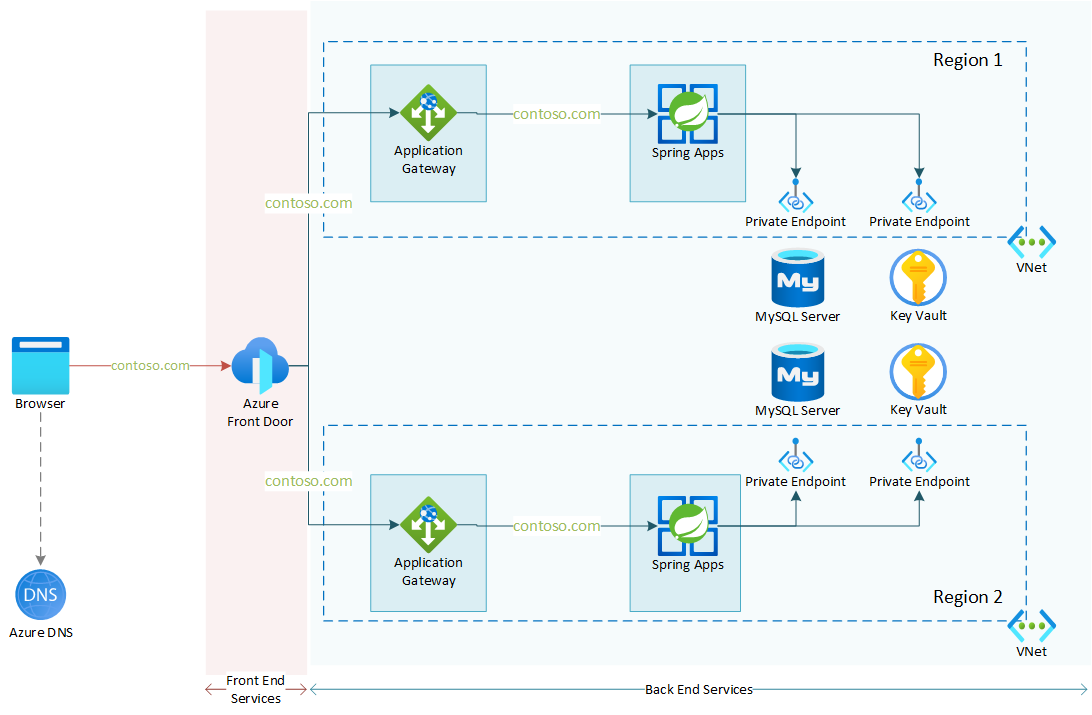 Region 1
Application
Gateway
contoso.com
Spring Apps
contoso.com
Private Endpoint
Private Endpoint
VNet
My
MySQL Server
Key Vault
contoso.com
Browser
Azure
Front Door
My
MySQL Server
Key Vault
contoso.com
Private Endpoint
Private Endpoint
Application
Gateway
contoso.com
Spring Apps
Region 2
VNet
DNS
Azure DNS
Front End
Services
Back End Services